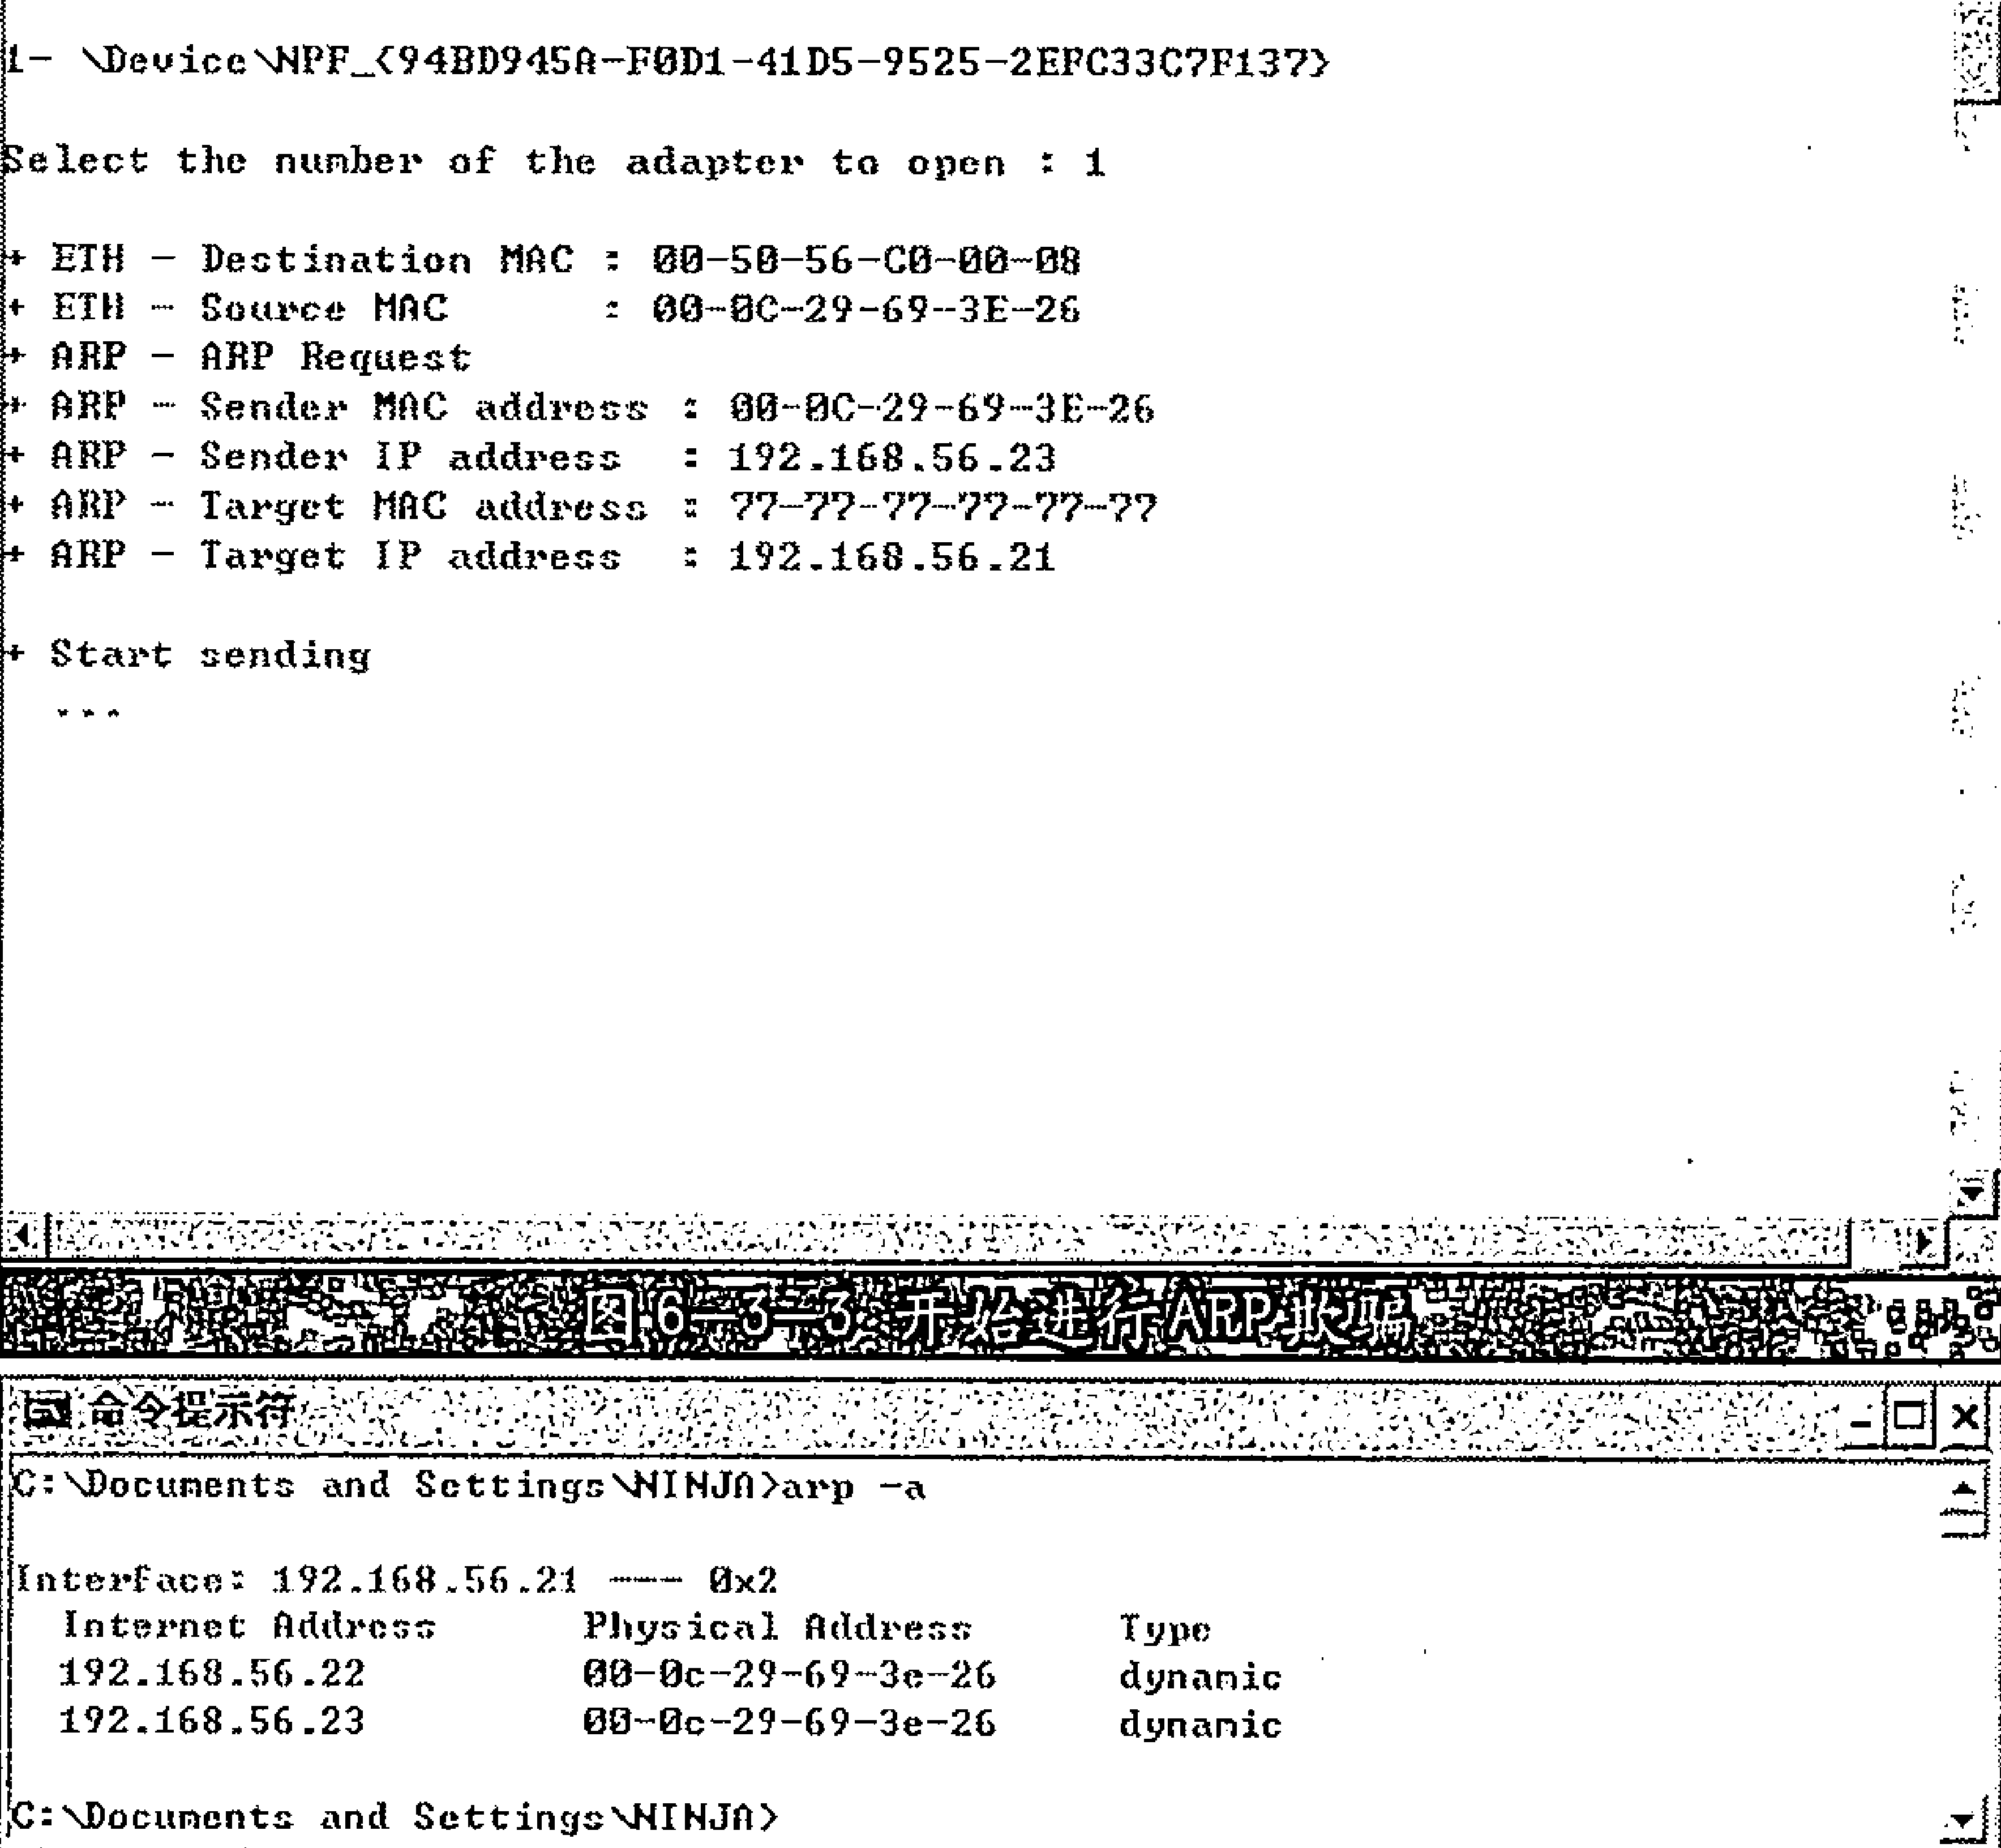 1- \Device\NPF_{94BD945A-F0D1-41D5-9525-2EFC33C7F137}
Select the number of the adapter to open : 1
+ ETH - Destination MAC : 00-50-56-C0-00-08
+ ETH - Source MAC : 00-0C-29-69-3E-26
+ ARP - ARP Request
+ ARP - Sender MAC address : 00-0C-29-69-3E-26
+ ARP - Sender IP address : 192.168.56.23
+ ARP - Target MAC address : 77-77-77-77-77-77
+ ARP - Target IP address : 192.168.56.21
+ Start sending
...
图 6-3-3 开始进行ARP欺骗
命令提示符
C:\Documents and Settings\NINJA>arp -a
Interface: 192.168.56.21 --- 0x2
Internet Address Physical Address Type
192.168.56.22 00-0c-29-69-3e-26 dynamic
192.168.56.23 00-0c-29-69-3e-26 dynamic
C:\Documents and Settings\NINJA>